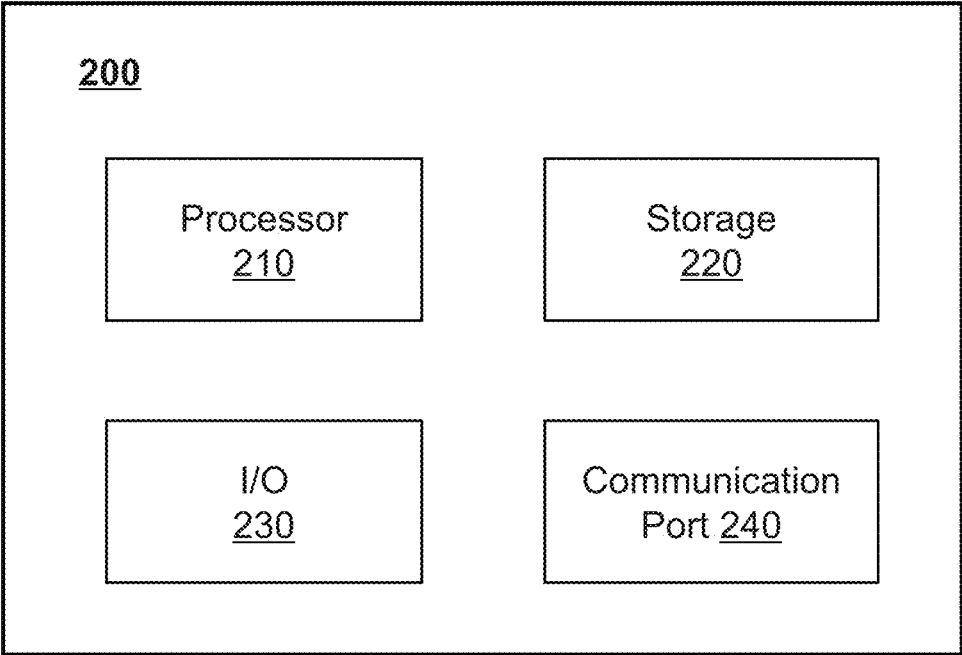 200
Processor
210
Storage
220
I/O
230
Communication
Port 240